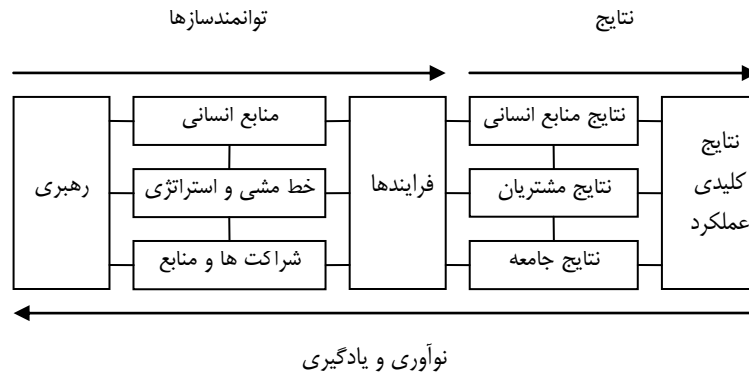 توانمندسازها
نتایج
رهبری
منابع انسانی
خط مشی و استراتژی
شراکت ها و منابع
فرایندها
نتایج منابع انسانی
نتایج مشتریان
نتایج جامعه
نتایج
کلیدی
عملکرد
نوآوری و یادگیری